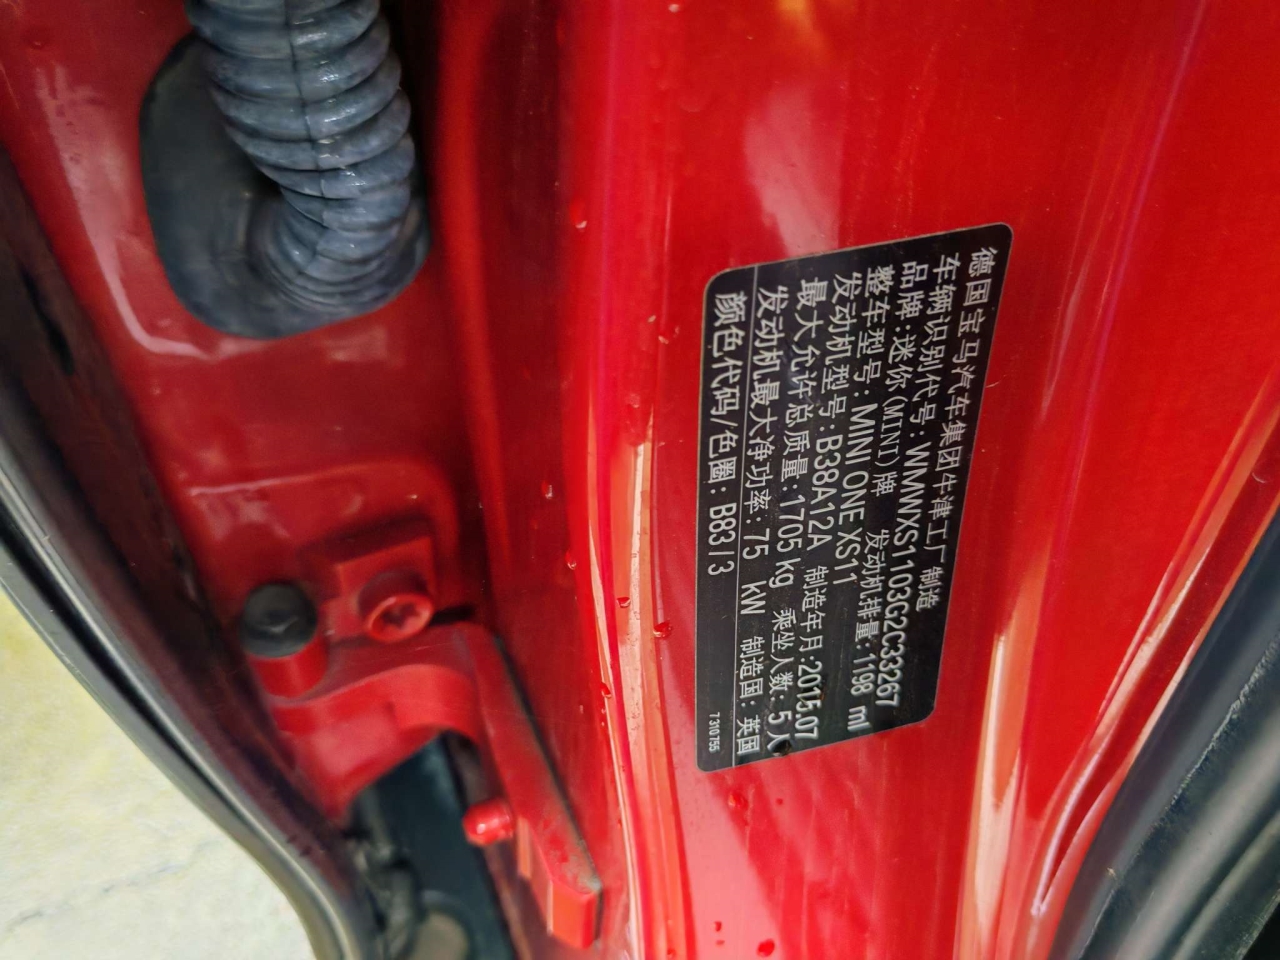 德国宝马汽车集团牛津工厂制造
车辆识别代号:WMWXS1103G2C33267
品牌:迷你(MINI)牌 发动机排量:1198 ml
整车型号:MINI ONE XS11
发动机型号:B38A12A 制造年月:2015.07
最大允许总质量:1705 kg 乘坐人数:5人
发动机最大净功率:75 kW 制造国:英国
颜色代码/色圈:B83/3
7310755